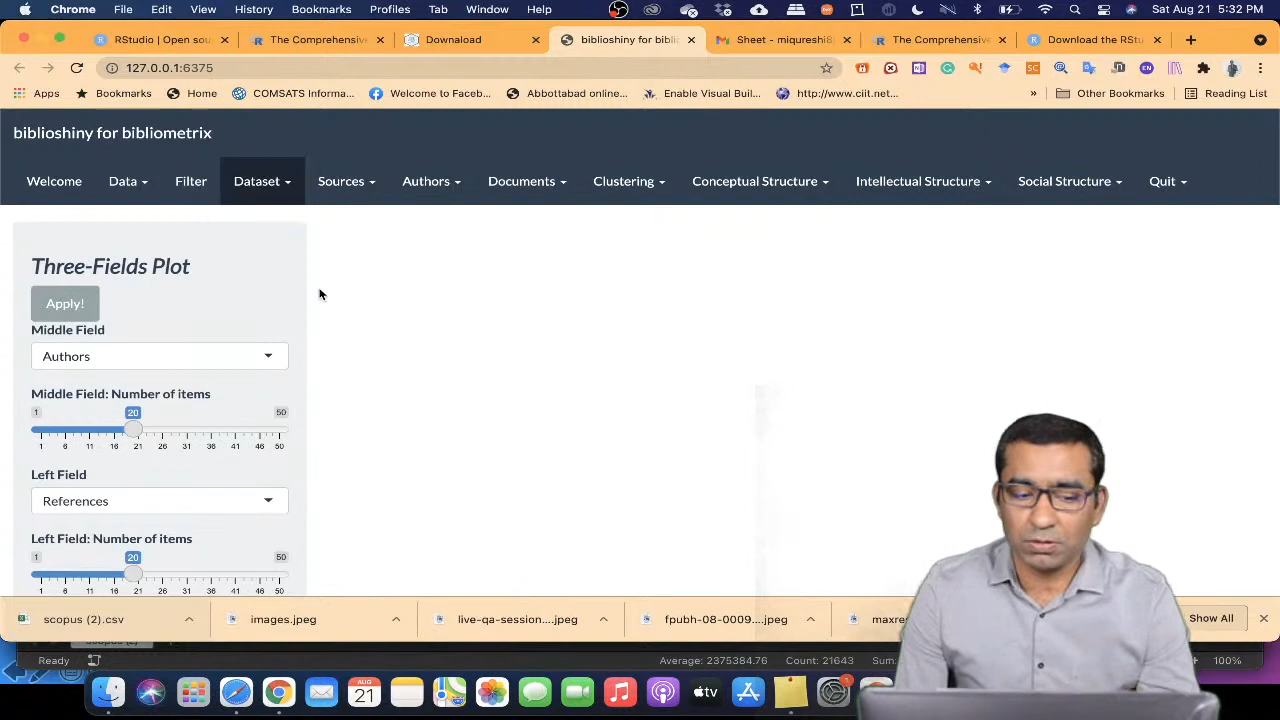 Chrome File Edit View History Bookmarks Profiles Tab Window Help Sat Aug 21 5:32 PM
RStudio | Open sou The Comprehensive Downaload biblioshiny for bibli Sheet - miqureshi8 The Comprehensive Download the RStu
127.0.0.1:6375
Apps Bookmarks Home COMSATS Informa... Welcome to Faceb... Abbottabad online... Enable Visual Buil... http://www.ciit.net... » Other Bookmarks Reading List
biblioshiny for bibliometrix
Welcome Data Filter Dataset Sources Authors Documents Clustering Conceptual Structure Intellectual Structure Social Structure Quit
Three-Fields Plot
Apply!
Middle Field
Authors
Middle Field: Number of items
1 20 50
1 6 11 16 21 26 31 36 41 46 50
Left Field
References
Left Field: Number of items
1 20 50
1 6 11 16 21 26 31 36 41 46 50
scopus (2).csv images.jpeg live-qa-session....jpeg fpubh-08-0009....jpeg maxre Show All
Ready Average: 2375384.76 Count: 21643 Sum: 100%
AUG
21
tv